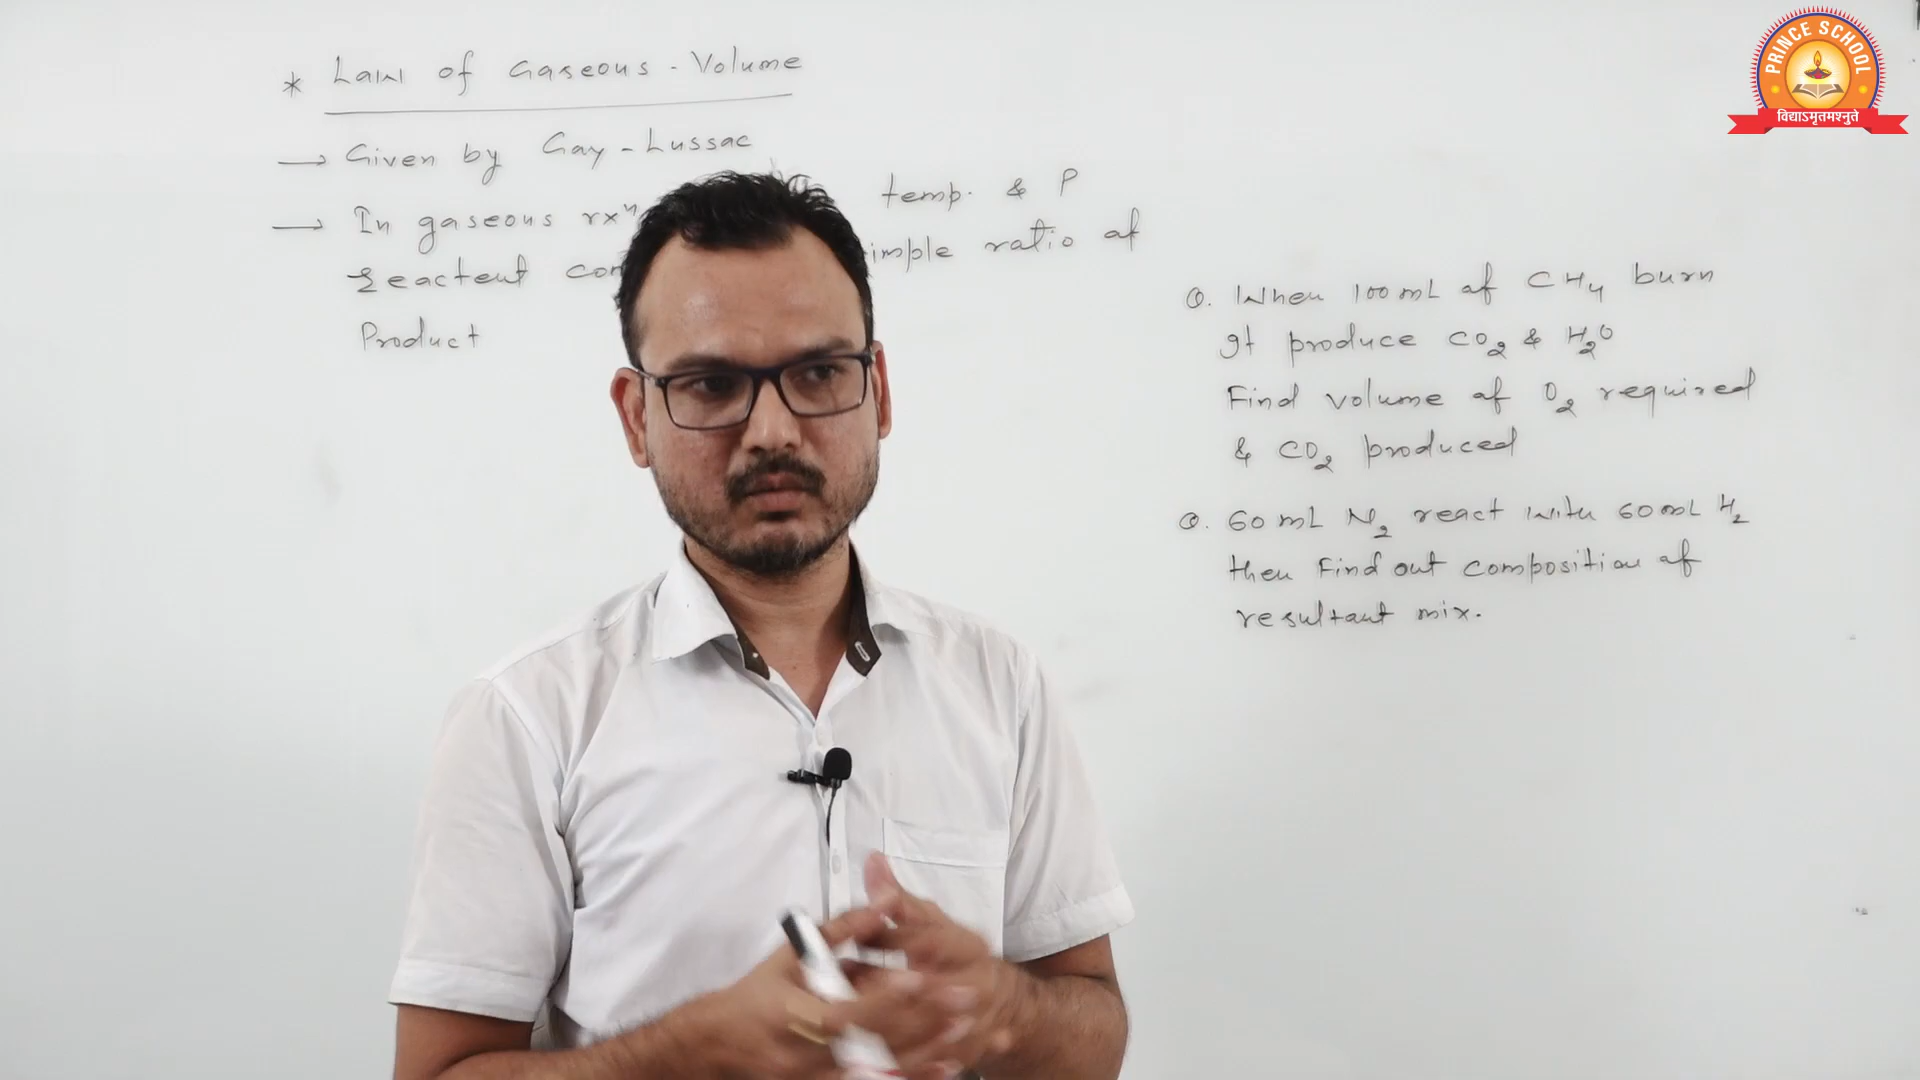 * Law of Gaseous - Volume
→ Given by Gay - Lussac
→ In gaseous rxⁿ temp. & P
reactent con imple ratio of
Product
Q. When 100 mL of CH₄ burn
It produce CO₂ & H₂O
Find volume of O₂ required
& CO₂ produced
Q. 60 mL N₂ react with 60 mL H₂
then Find out composition of
resultant mix.
PRINCE SCHOOL
विद्याऽमृतमश्नुते